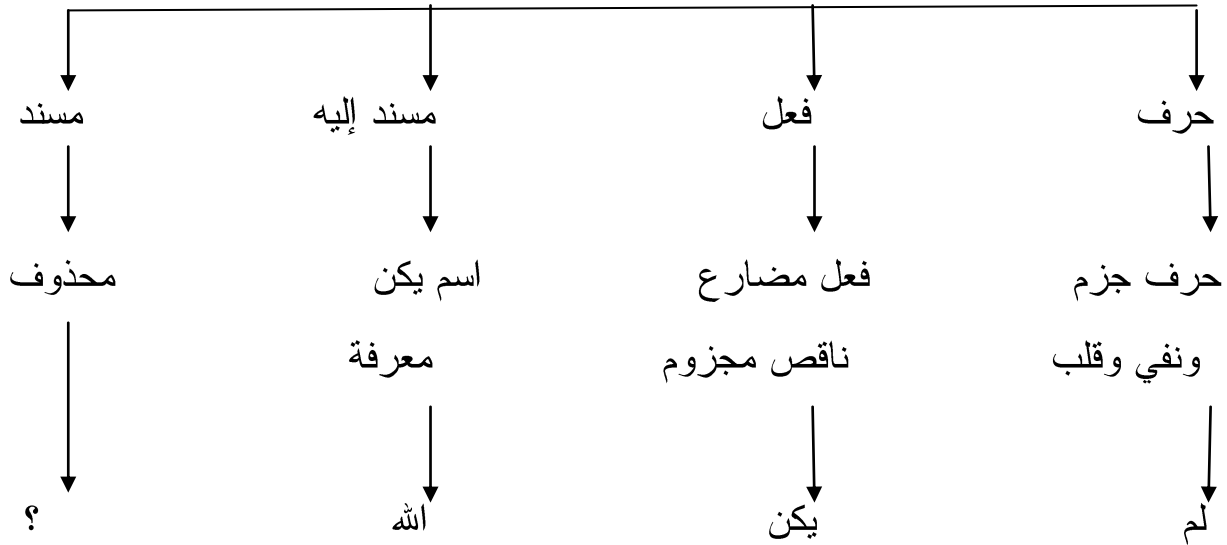 حرف فعل مسند إليه مسند
حرف جزم فعل مضارع اسم يكن محذوف
ونفي وقلب ناقص مجزوم معرفة
لم يكن الله ؟